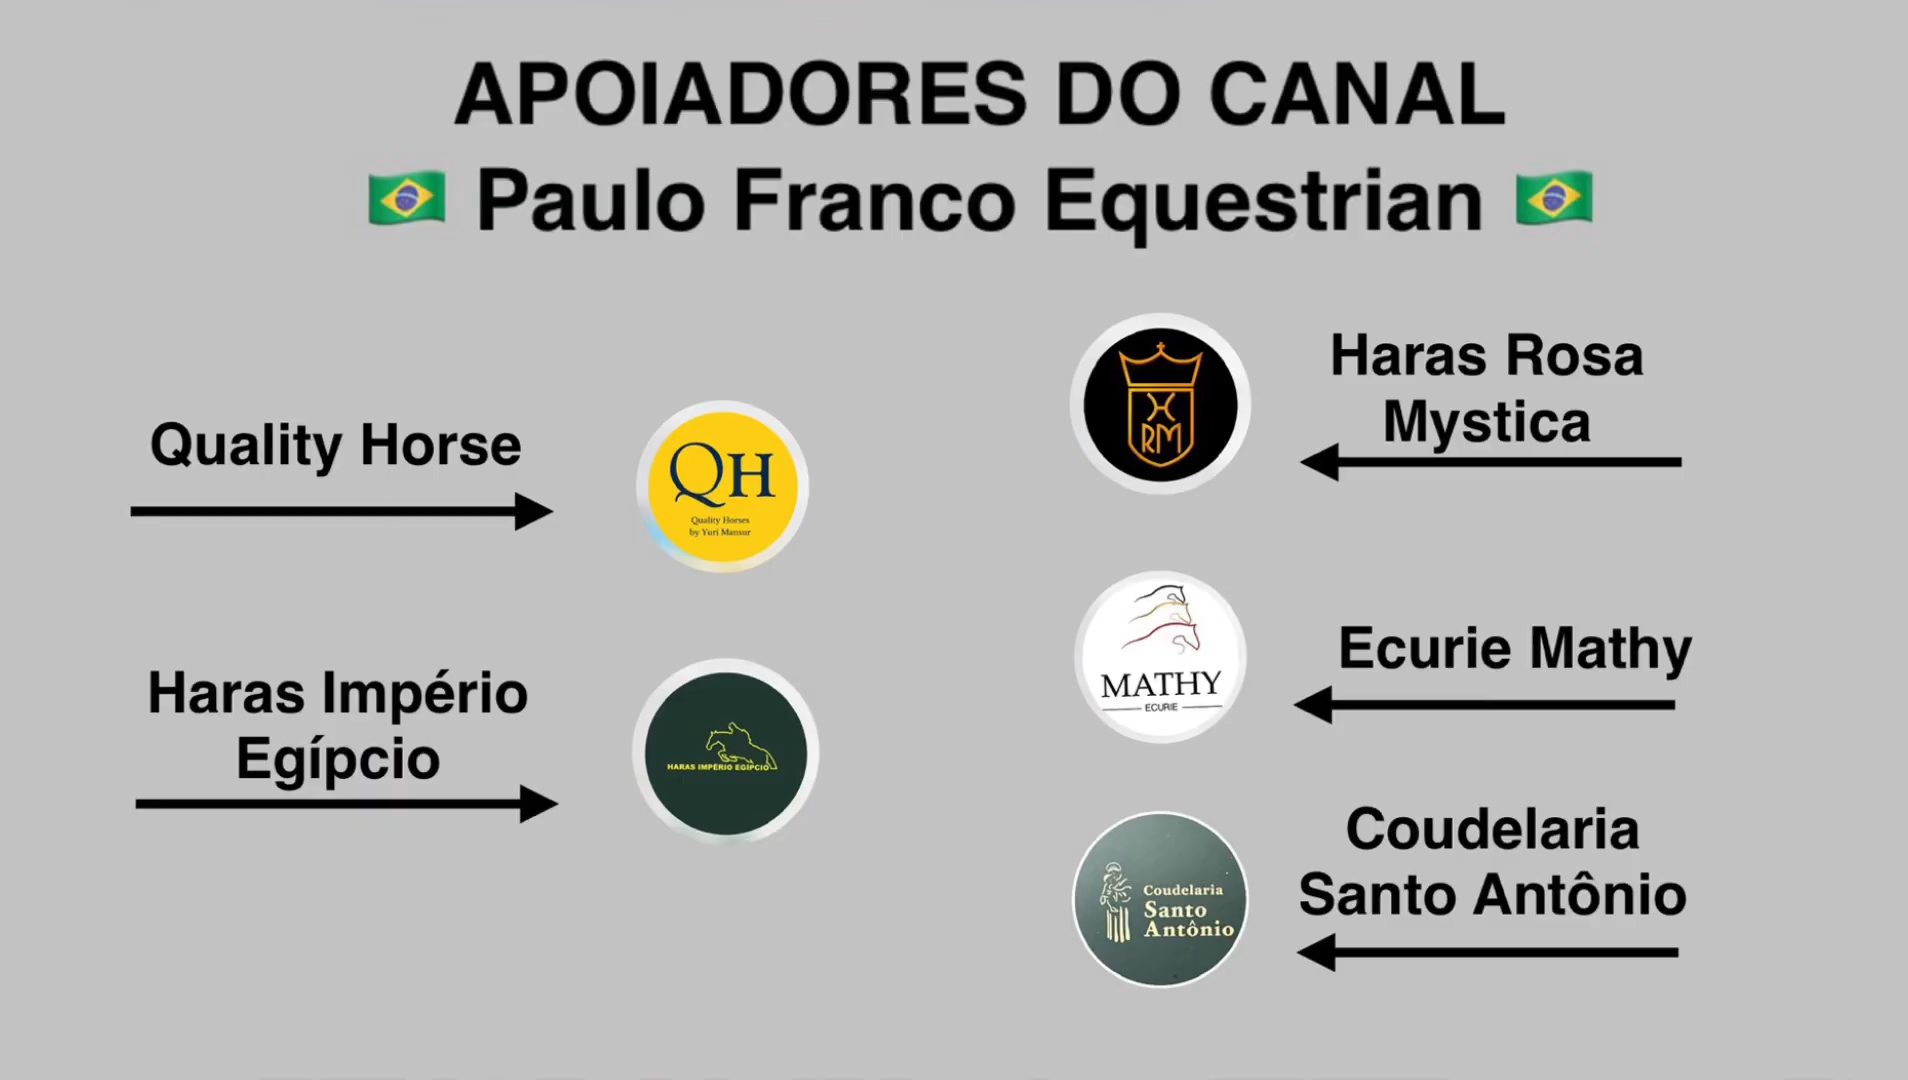 APOIADORES DO CANAL
🇧🇷 Paulo Franco Equestrian 🇧🇷
Quality Horse
QH
Quality Horses
by Yuri Mansur
Haras Império
Egípcio
HARAS IMPÉRIO EGÍPCIO
Haras Rosa
Mystica
H
RM
Ecurie Mathy
MATHY
ECURIE
Coudelaria
Santo Antônio
Coudelaria
Santo
Antônio